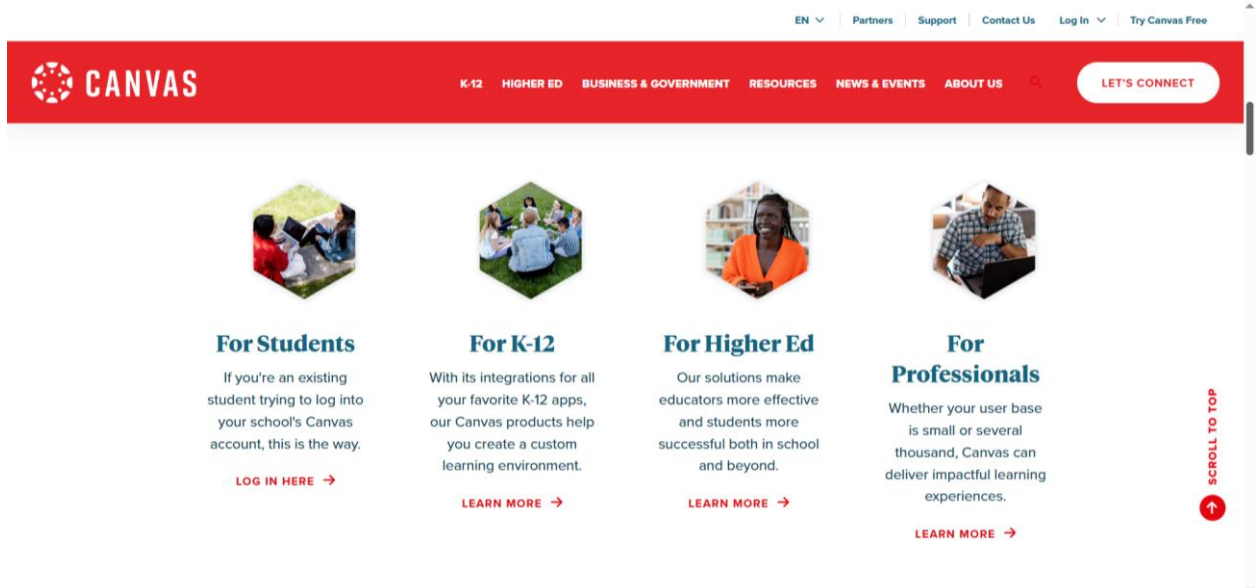 EN
Partners
Support
Contact Us
Log In
Try Canvas Free
CANVAS
K-12
HIGHER ED
BUSINESS & GOVERNMENT
RESOURCES
NEWS & EVENTS
ABOUT US
LET'S CONNECT
For Students
If you're an existing
student trying to log into
your school's Canvas
account, this is the way.
LOG IN HERE →
For K-12
With its integrations for all
your favorite K-12 apps,
our Canvas products help
you create a custom
learning environment.
LEARN MORE →
For Higher Ed
Our solutions make
educators more effective
and students more
successful both in school
and beyond.
LEARN MORE →
For
Professionals
Whether your user base
is small or several
thousand, Canvas can
deliver impactful learning
experiences.
LEARN MORE →
SCROLL TO TOP